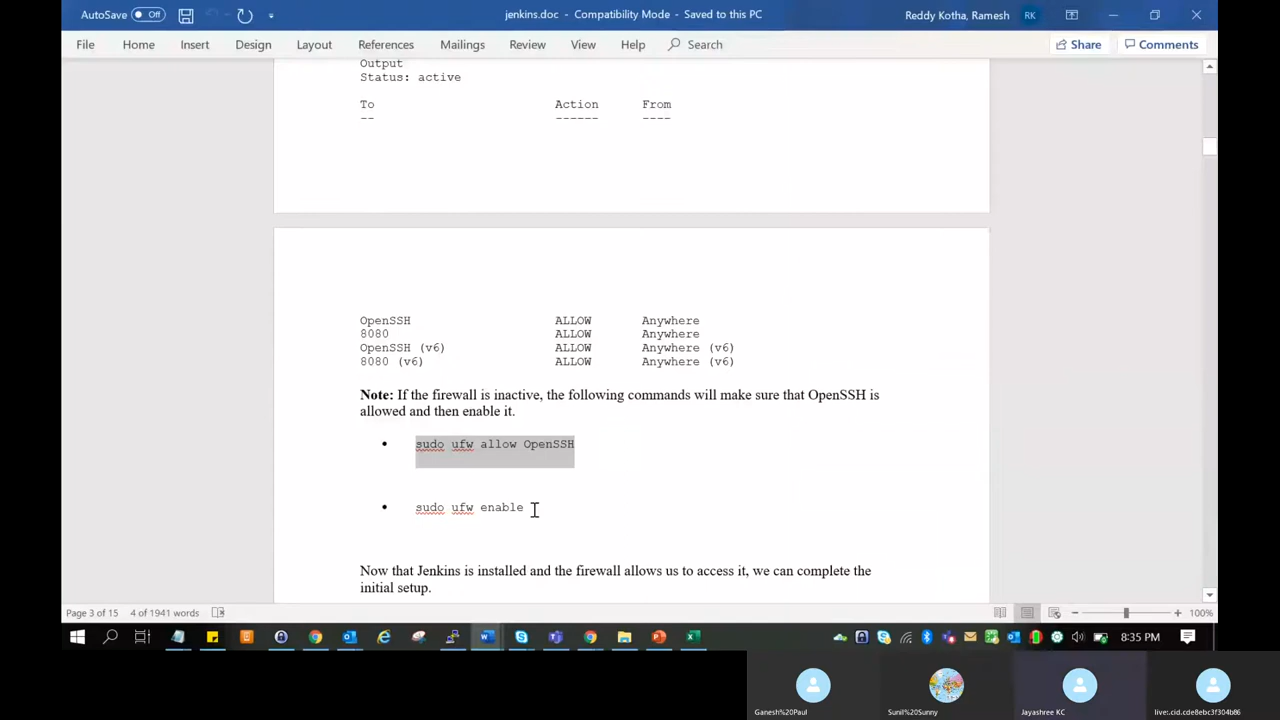 AutoSave Off jenkins.doc - Compatibility Mode - Saved to this PC Reddy Kotha, Ramesh RK
File Home Insert Design Layout References Mailings Review View Help Search Share Comments
Output
Status: active
To Action From
-- ------ ----
OpenSSH ALLOW Anywhere
8080 ALLOW Anywhere
OpenSSH (v6) ALLOW Anywhere (v6)
8080 (v6) ALLOW Anywhere (v6)
Note: If the firewall is inactive, the following commands will make sure that OpenSSH is
allowed and then enable it.
• sudo ufw allow OpenSSH
• sudo ufw enable
Now that Jenkins is installed and the firewall allows us to access it, we can complete the
initial setup.
Page 3 of 15 4 of 1941 words 100%
8:35 PM
Ganesh%20Paul Sunil%20Sunny Jayashree KC live:.cid.cde8ebc3f304b86